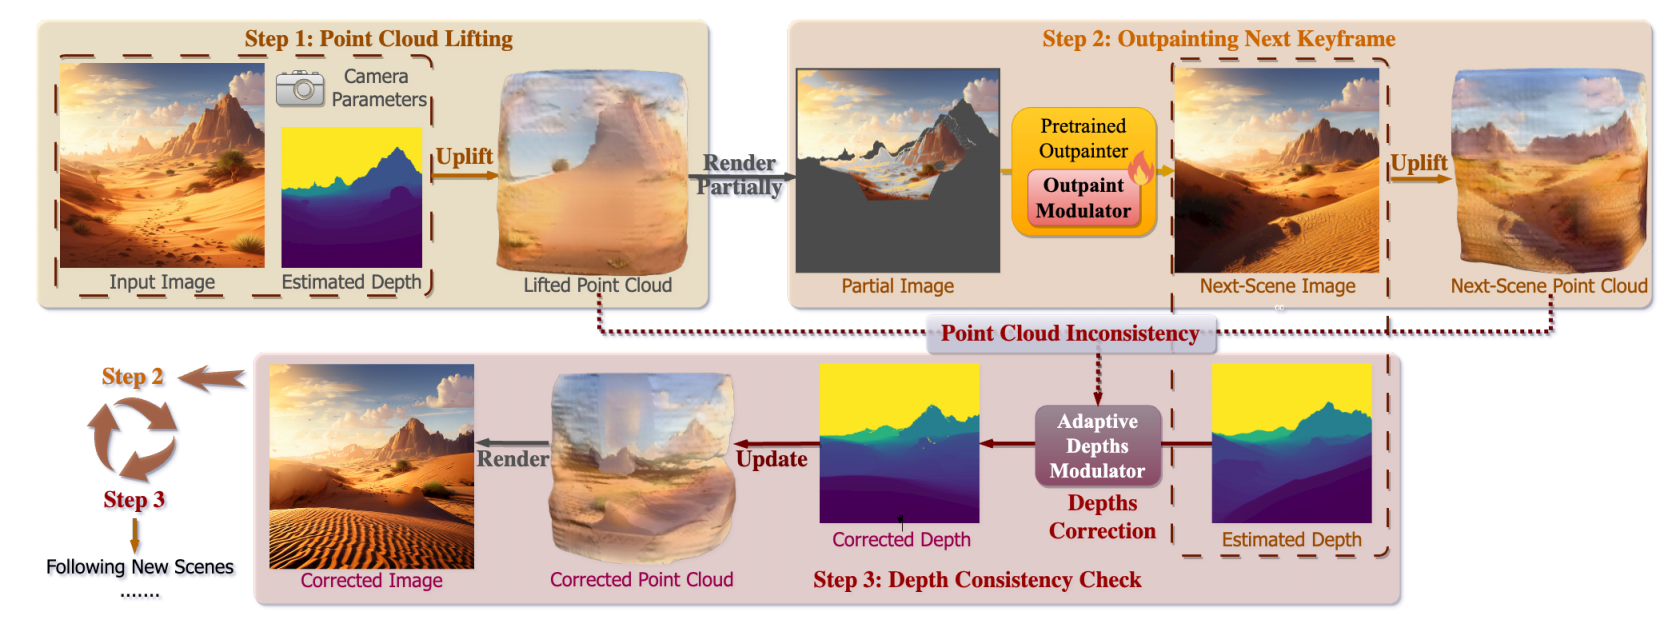 Step 1: Point Cloud Lifting
Camera
Parameters
Uplift
Input Image
Estimated Depth
Lifted Point Cloud
Render
Partially
Step 2: Outpainting Next Keyframe
Pretrained
Outpainter
Outpaint
Modulator
Uplift
Partial Image
Next-Scene Image
Next-Scene Point Cloud
Point Cloud Inconsistency
Step 2
Step 3
Following New Scenes
.......
Render
Update
Adaptive
Depths
Modulator
Depths
Correction
Corrected Image
Corrected Point Cloud
Corrected Depth
Estimated Depth
Step 3: Depth Consistency Check